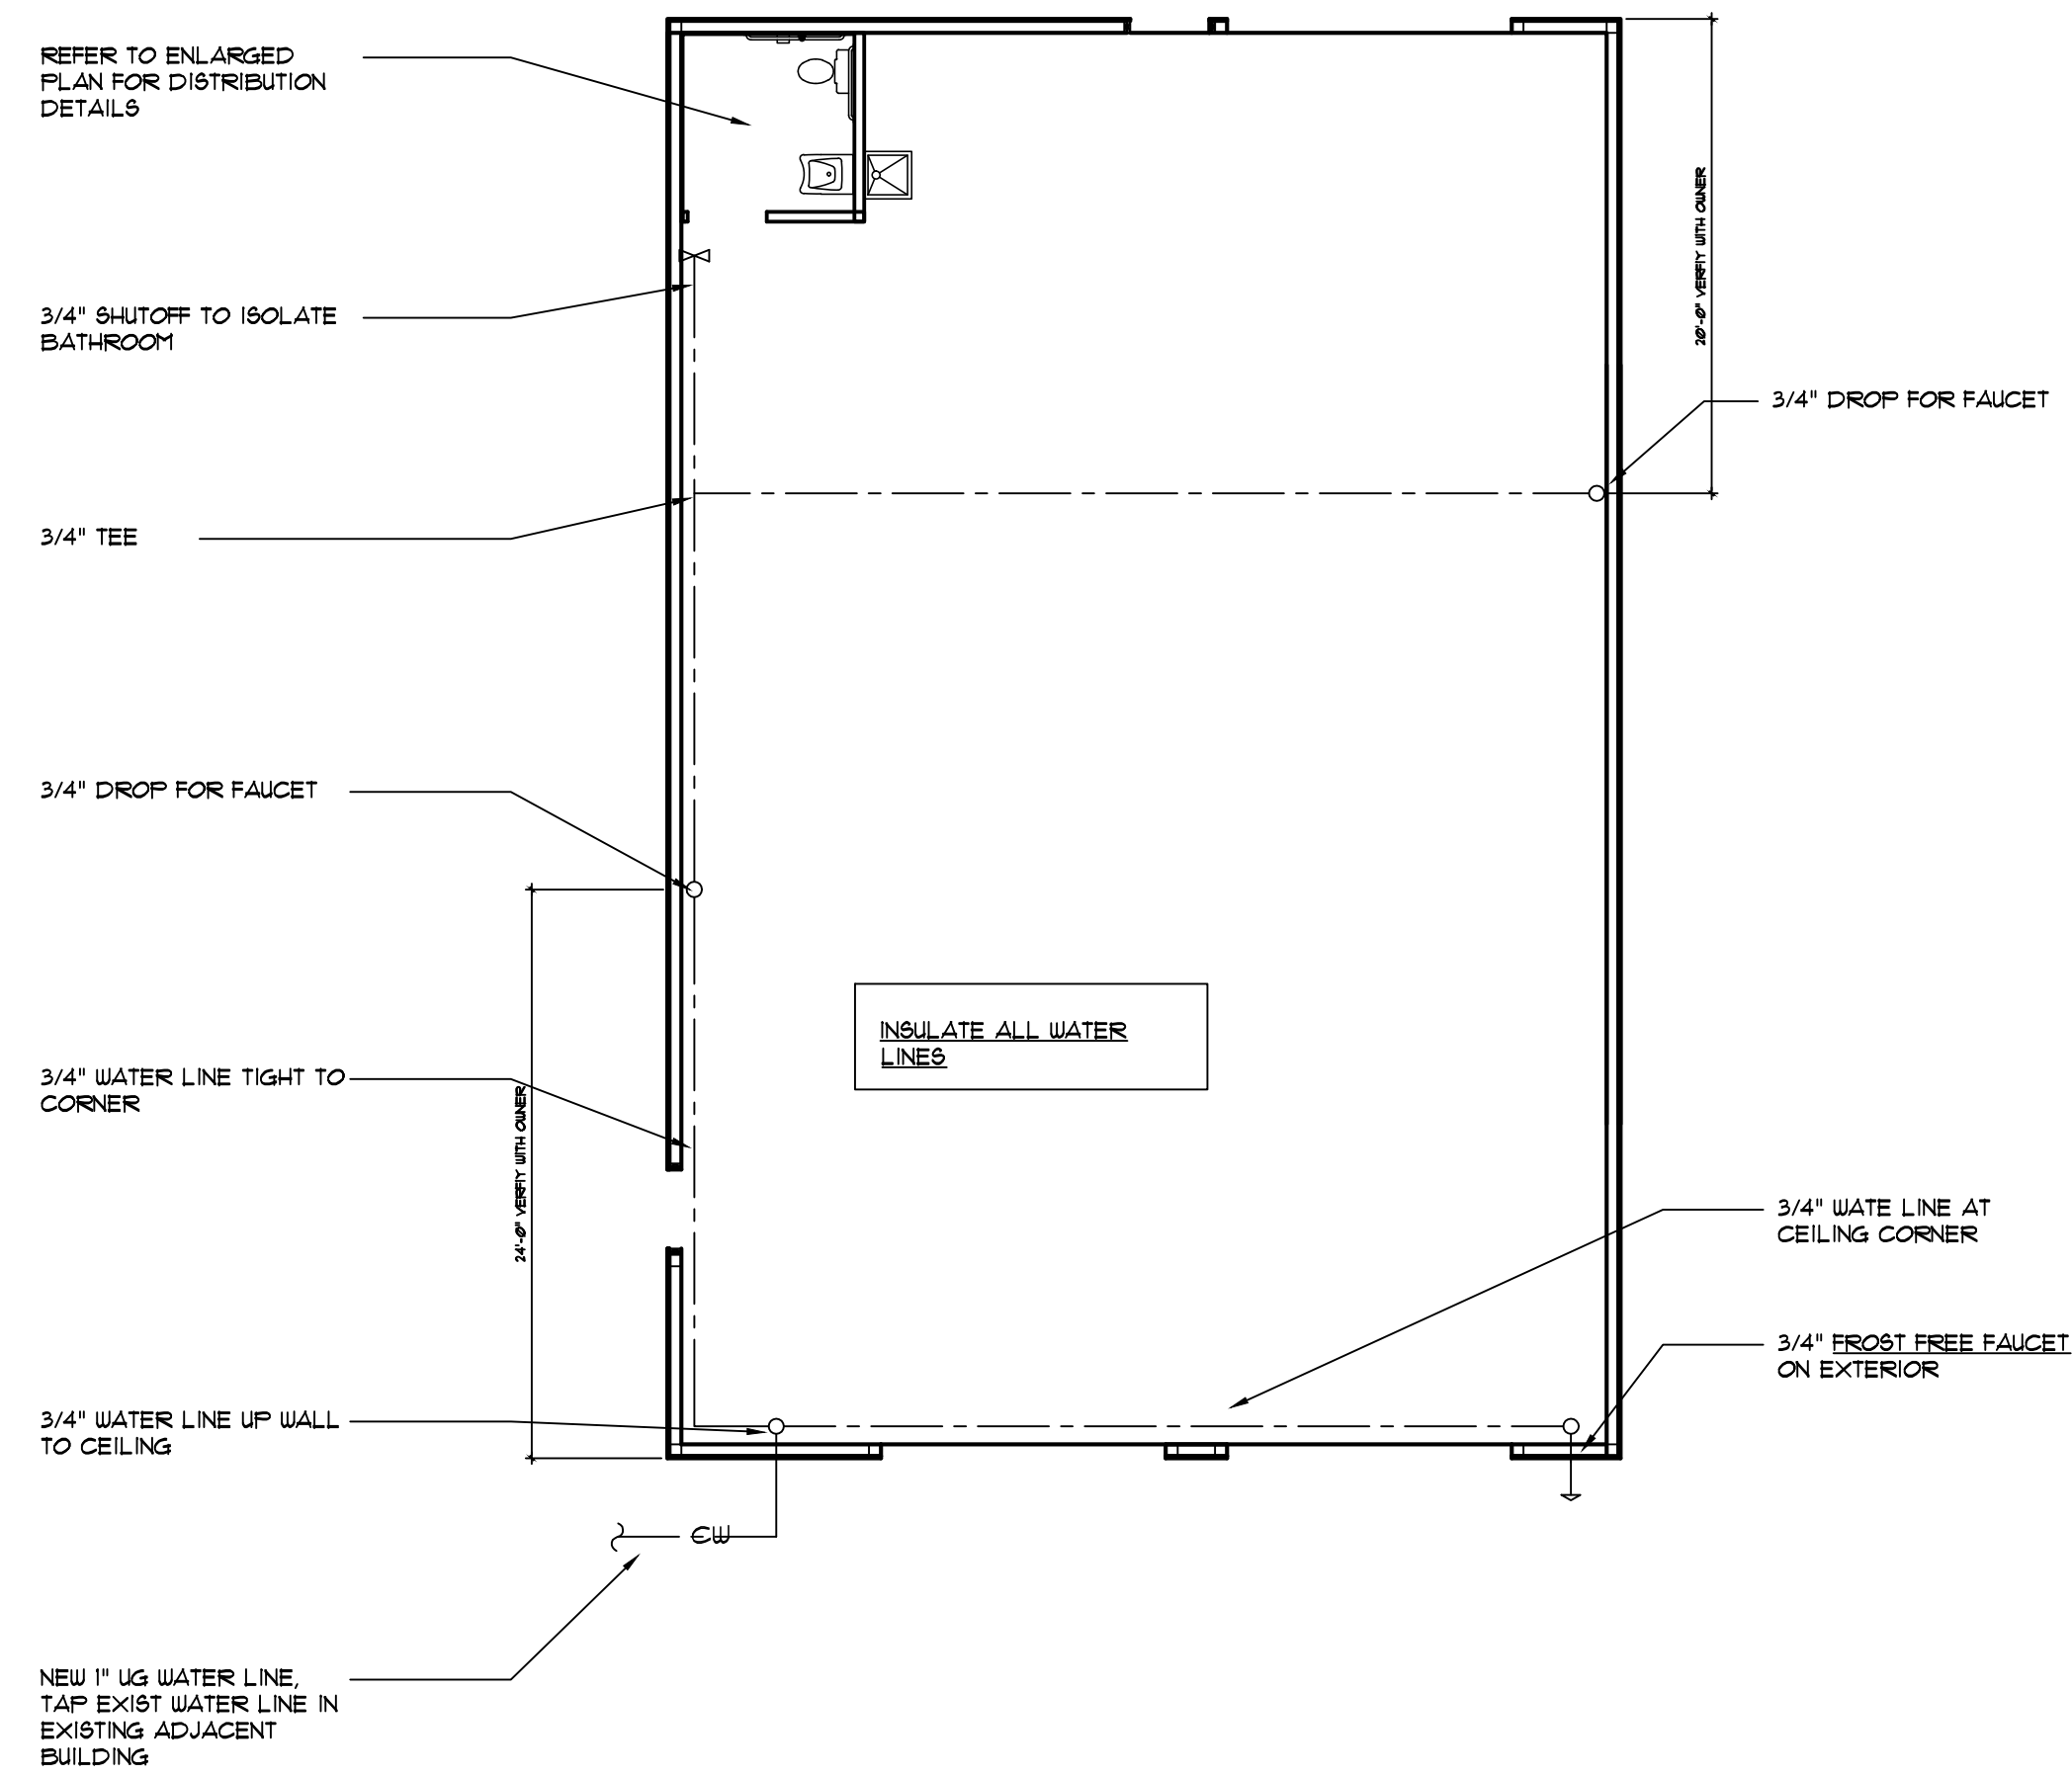 REFER TO ENLARGED
PLAN FOR DISTRIBUTION
DETAILS
3/4" SHUTOFF TO ISOLATE
BATHROOM
20'-0" VERFIY WITH OWNER
3/4" DROP FOR FAUCET
3/4" TEE
3/4" DROP FOR FAUCET
INSULATE ALL WATER
LINES
3/4" WATER LINE TIGHT TO
CORNER
24'-0" VERFIY WITH OWNER
3/4" WATE LINE AT
CEILING CORNER
3/4" FROST FREE FAUCET
ON EXTERIOR
3/4" WATER LINE UP WALL
TO CEILING
CW
NEW 1" UG WATER LINE,
TAP EXIST WATER LINE IN
EXISTING ADJACENT
BUILDING